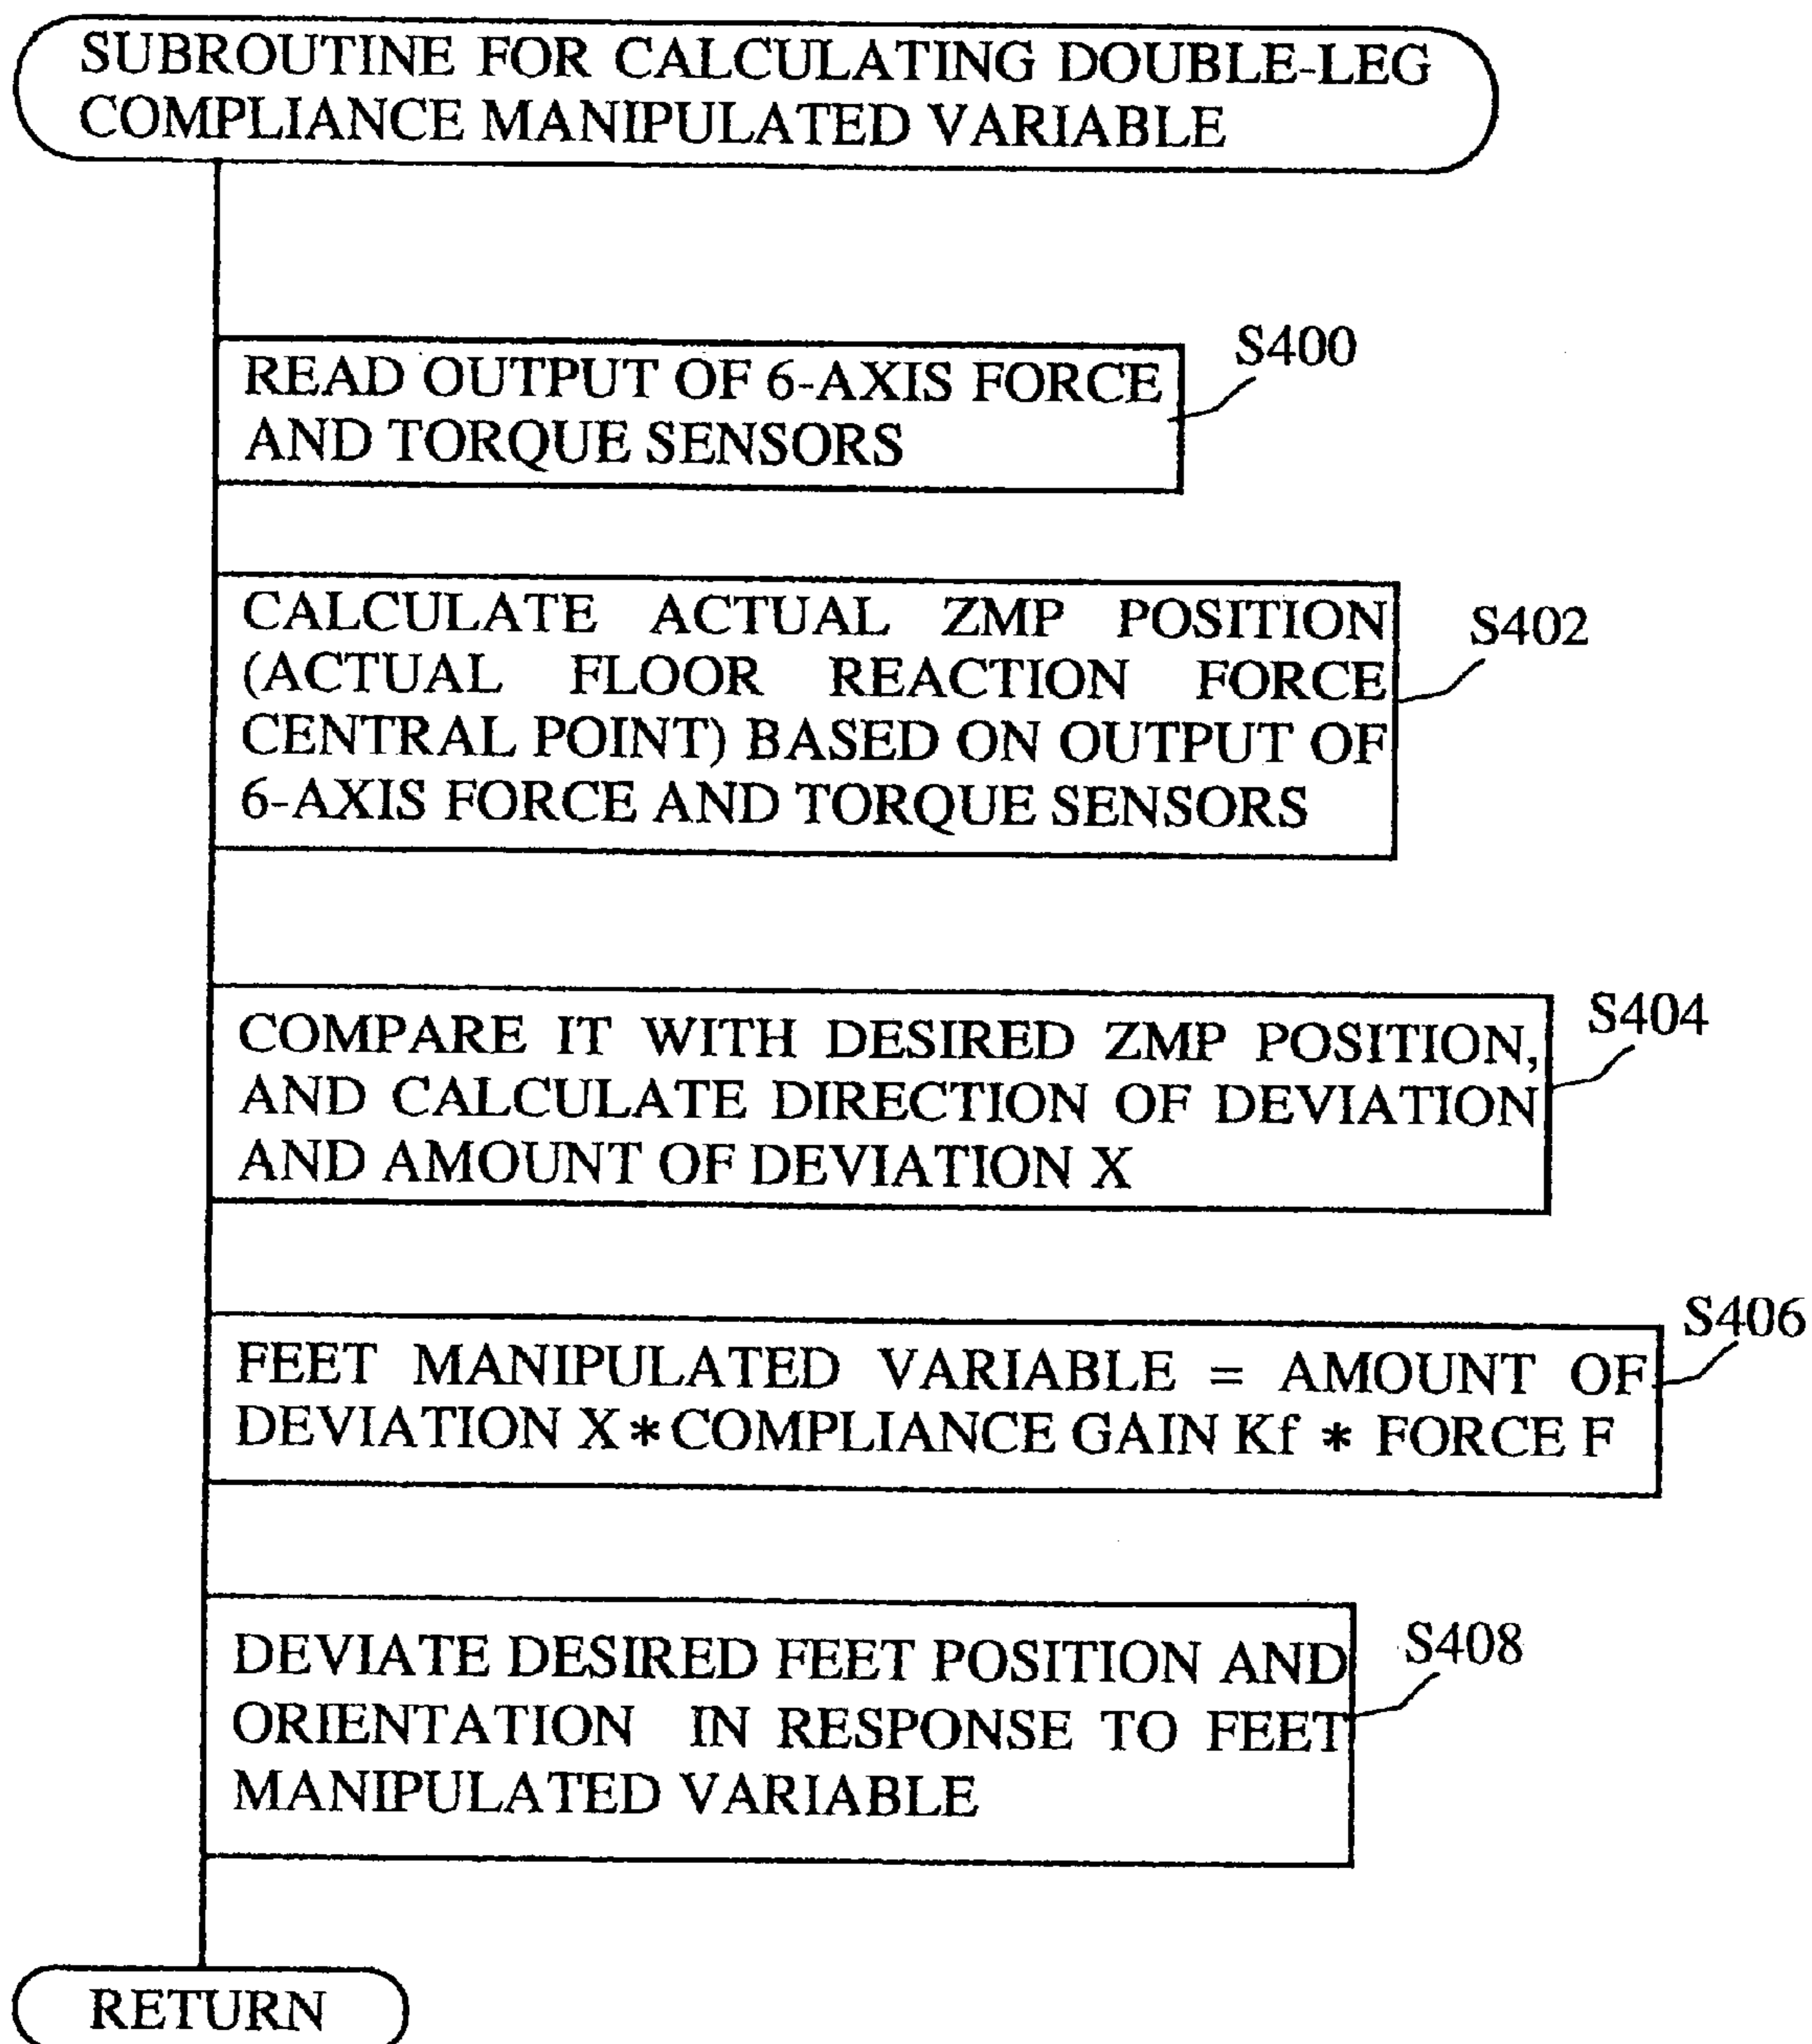 SUBROUTINE FOR CALCULATING DOUBLE-LEG
COMPLIANCE MANIPULATED VARIABLE
S400
READ OUTPUT OF 6-AXIS FORCE
AND TORQUE SENSORS
S402
CALCULATE ACTUAL ZMP POSITION
(ACTUAL FLOOR REACTION FORCE
CENTRAL POINT) BASED ON OUTPUT OF
6-AXIS FORCE AND TORQUE SENSORS
S404
COMPARE IT WITH DESIRED ZMP POSITION,
AND CALCULATE DIRECTION OF DEVIATION
AND AMOUNT OF DEVIATION X
S406
FEET MANIPULATED VARIABLE = AMOUNT OF
DEVIATION X * COMPLIANCE GAIN Kf * FORCE F
S408
DEVIATE DESIRED FEET POSITION AND
ORIENTATION IN RESPONSE TO FEET
MANIPULATED VARIABLE
RETURN